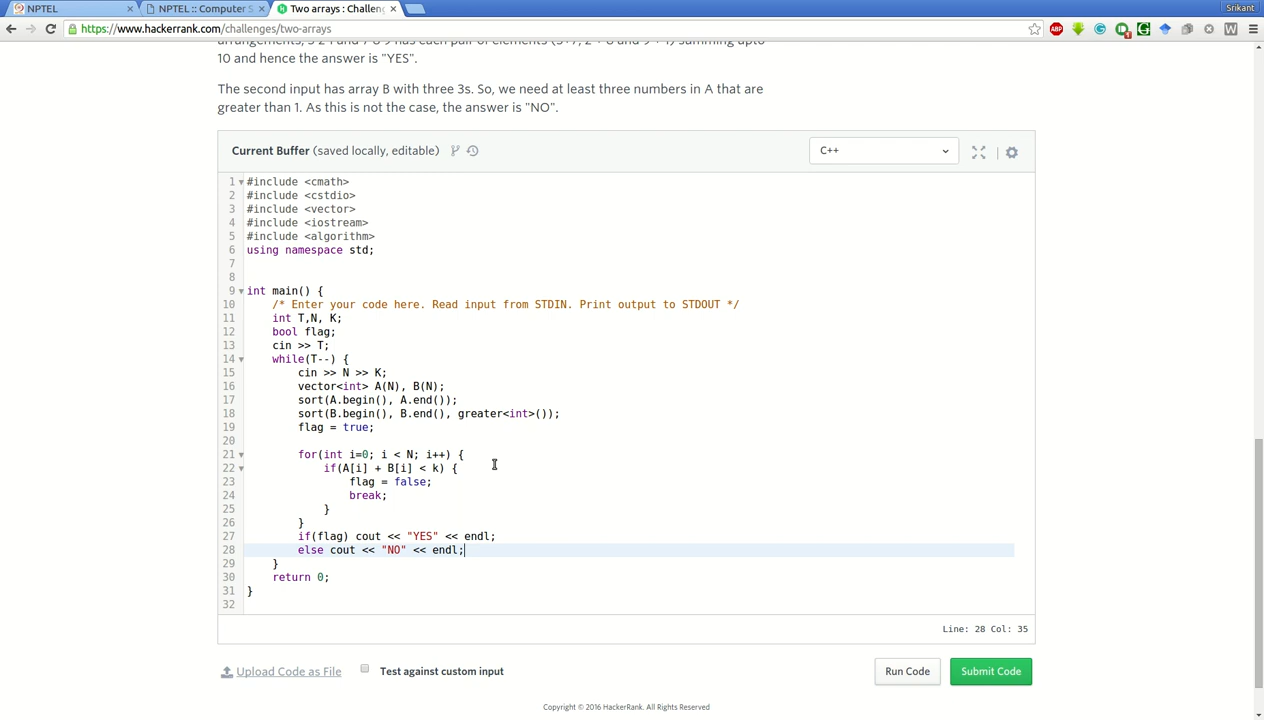 NPTEL
NPTEL :: Computer S
Two arrays : Challeng
Srikant
https://www.hackerrank.com/challenges/two-arrays
10 and hence the answer is "YES".
The second input has array B with three 3s. So, we need at least three numbers in A that are
greater than 1. As this is not the case, the answer is "NO".
Current Buffer (saved locally, editable)
C++
1 #include <cmath>
2 #include <cstdio>
3 #include <vector>
4 #include <iostream>
5 #include <algorithm>
6 using namespace std;
7
8
9 int main() {
10 /* Enter your code here. Read input from STDIN. Print output to STDOUT */
11 int T,N, K;
12 bool flag;
13 cin >> T;
14 while(T--) {
15 cin >> N >> K;
16 vector<int> A(N), B(N);
17 sort(A.begin(), A.end());
18 sort(B.begin(), B.end(), greater<int>());
19 flag = true;
20
21 for(int i=0; i < N; i++) {
22 if(A[i] + B[i] < k) {
23 flag = false;
24 break;
25 }
26 }
27 if(flag) cout << "YES" << endl;
28 else cout << "NO" << endl;
29 }
30 return 0;
31 }
32
Line: 28 Col: 35
Upload Code as File
Test against custom input
Run Code
Submit Code
Copyright © 2016 HackerRank. All Rights Reserved